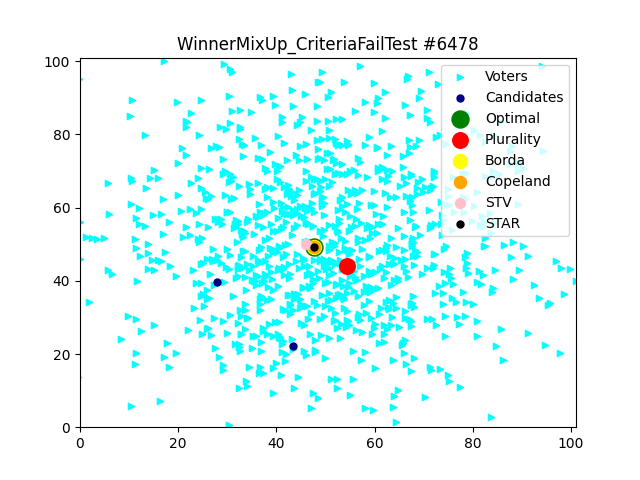 WinnerMixUp_CriteriaFailTest #6478
100
80
60
40
20
0
0
20
40
60
80
100
Voters
Candidates
Optimal
Plurality
Borda
Copeland
STV
STAR